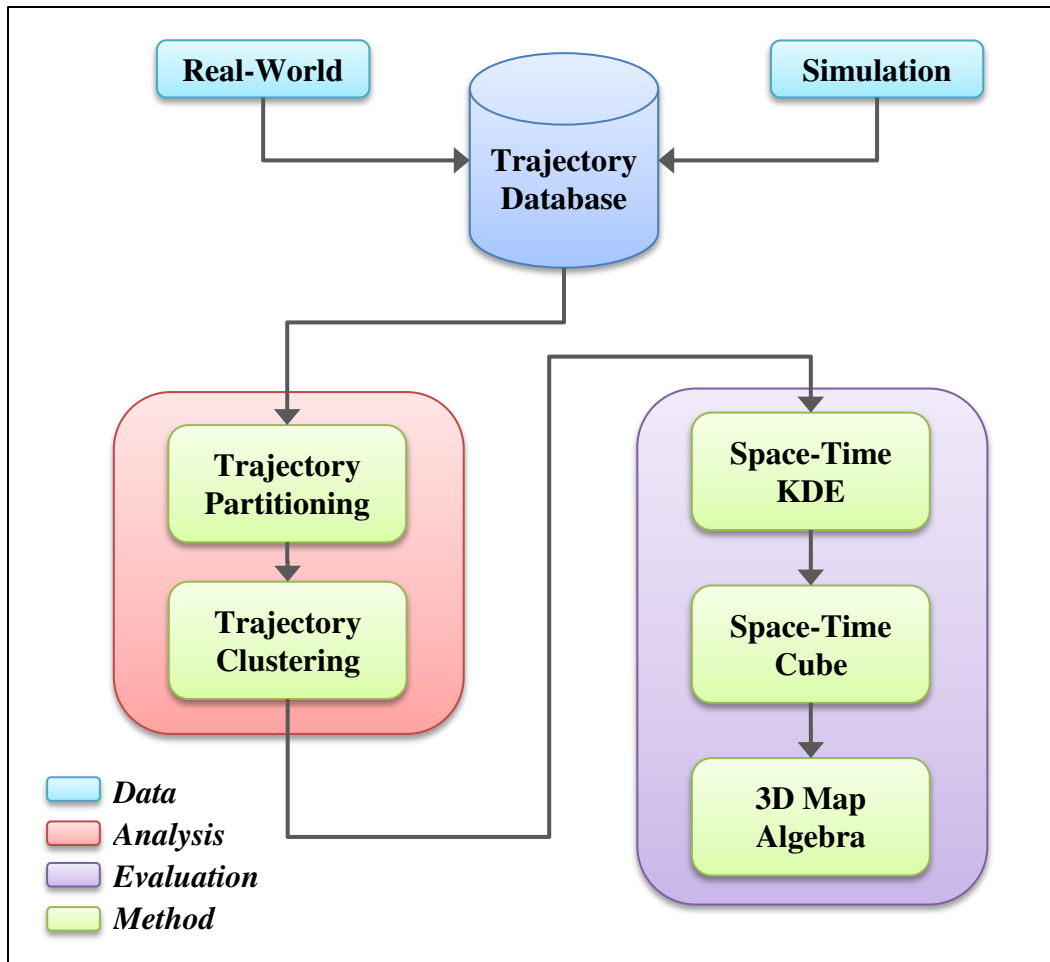 Real-World
Simulation
Trajectory
Database
Trajectory
Partitioning
Trajectory
Clustering
Space-Time
KDE
Space-Time
Cube
3D Map
Algebra
Data
Analysis
Evaluation
Method